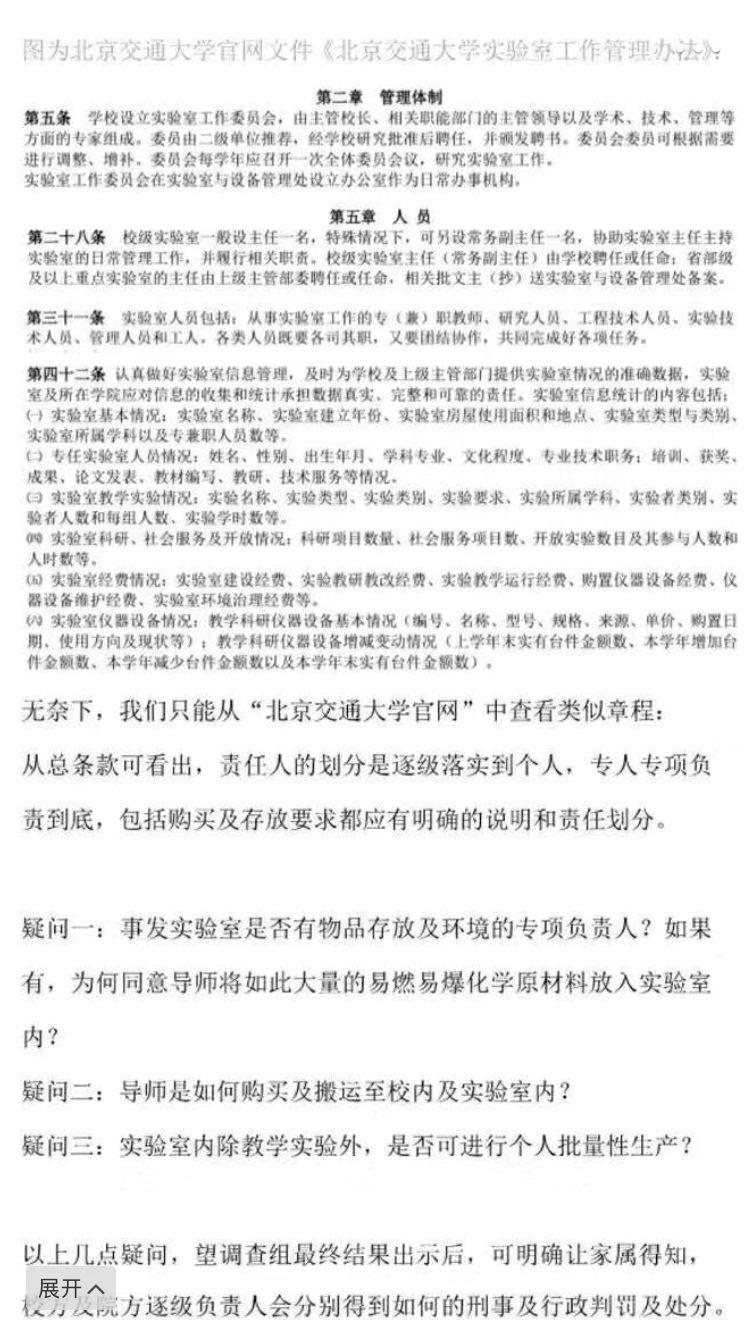 图为北京交通大学官网文件《北京交通大学实验室工作管理办法》:
第二章 管理体制
第五条 学校设立实验室工作委员会，由主管校长、相关职能部门的主管领导以及学术、技术、管理等
方面的专家组成。委员由二级单位推荐，经学校研究批准后聘任，并颁发聘书。委员会委员可根据需要
进行调整、增补。委员会每学年应召开一次全体委员会议，研究实验室工作。
实验室工作委员会在实验室与设备管理处设立办公室作为日常办事机构。
第五章 人 员
第二十八条 校级实验室一般设主任一名，特殊情况下，可另设常务副主任一名，协助实验室主任主持
实验室的日常管理工作，并履行相关职责。校级实验室主任（常务副主任）由学校聘任或任命；省部级
及以上重点实验室的主任由上级主管部委聘任或任命，相关批文主（抄）送实验室与设备管理处备案。
第三十一条 实验室人员包括：从事实验室工作的专（兼）职教师、研究人员、工程技术人员、实验技
术人员、管理人员和工人。各类人员既要各司其职，又要团结协作，共同完成好各项任务。
第四十二条 认真做好实验室信息管理，及时为学校及上级主管部门提供实验室情况的准确数据，实验
室及所在学院应对信息的收集和统计承担数据真实、完整和可靠的责任。实验室信息统计的内容包括：
㈠ 实验室基本情况：实验室名称、实验室建立年份、实验室房屋使用面积和地点、实验室类型与类别、
实验室所属学科以及专兼职人员数等。
㈡ 专任实验室人员情况：姓名、性别、出生年月、学科专业、文化程度、专业技术职务；培训、获奖、
成果、论文发表、教材编写、教研、技术服务等情况。
㈢ 实验室教学实验情况：实验名称、实验类型、实验类别、实验要求、实验所属学科、实验者类别、实
验者人数和每组人数、实验学时数等。
㈣ 实验室科研、社会服务及开放情况：科研项目数量、社会服务项目数、开放实验数目及其参与人数和
人时数等。
㈤ 实验室经费情况：实验室建设经费、实验教研教改经费、实验教学运行经费、购置仪器设备经费、仪
器设备维护经费、实验室环境治理经费等。
㈥ 实验室仪器设备情况：教学科研仪器设备基本情况（编号、名称、型号、规格、来源、单价、购置日
期、使用方向及现状等）；教学科研仪器设备增减变动情况（上学年末实有台件金额数、本学年增加台
件金额数、本学年减少台件金额数以及本学年末实有台件金额数）。
无奈下，我们只能从“北京交通大学官网”中查看类似章程：
从总条款可看出，责任人的划分是逐级落实到个人，专人专项负
责到底，包括购买及存放要求都应有明确的说明和责任划分。
疑问一：事发实验室是否有物品存放及环境的专项负责人？如果
有，为何同意导师将如此大量的易燃易爆化学原材料放入实验室
内？
疑问二：导师是如何购买及搬运至校内及实验室内？
疑问三：实验室内除教学实验外，是否可进行个人批量性生产？
以上几点疑问，望调查组最终结果出示后，可明确让家属得知，
展开
校方及院方逐级负责人会分别得到如何的刑事及行政判罚及处分。